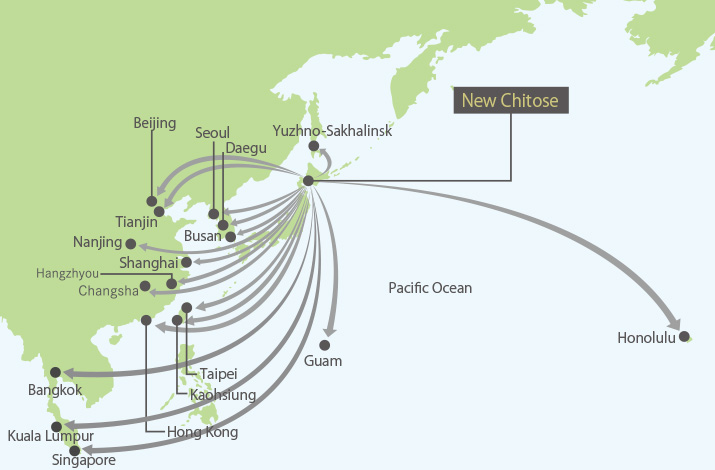 New Chitose
Beijing
Seoul
Yuzhno-Sakhalinsk
Daegu
Tianjin
Busan
Nanjing
Shanghai
Hangzhyou
Changsha
Pacific Ocean
Honolulu
Guam
Taipei
Bangkok
Kaohsiung
Hong Kong
Kuala Lumpur
Singapore